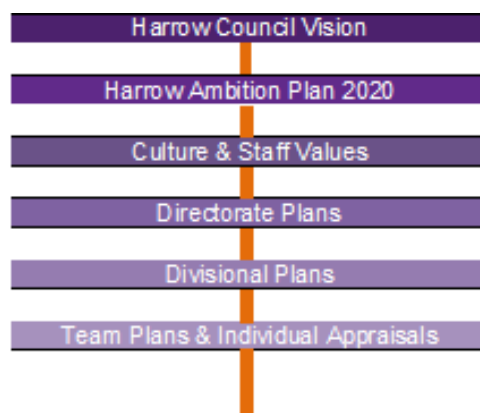 Harrow Council Vision
Harrow Ambition Plan 2020
Culture & Staff Values
Directorate Plans
Divisional Plans
Team Plans & Individual Appraisals